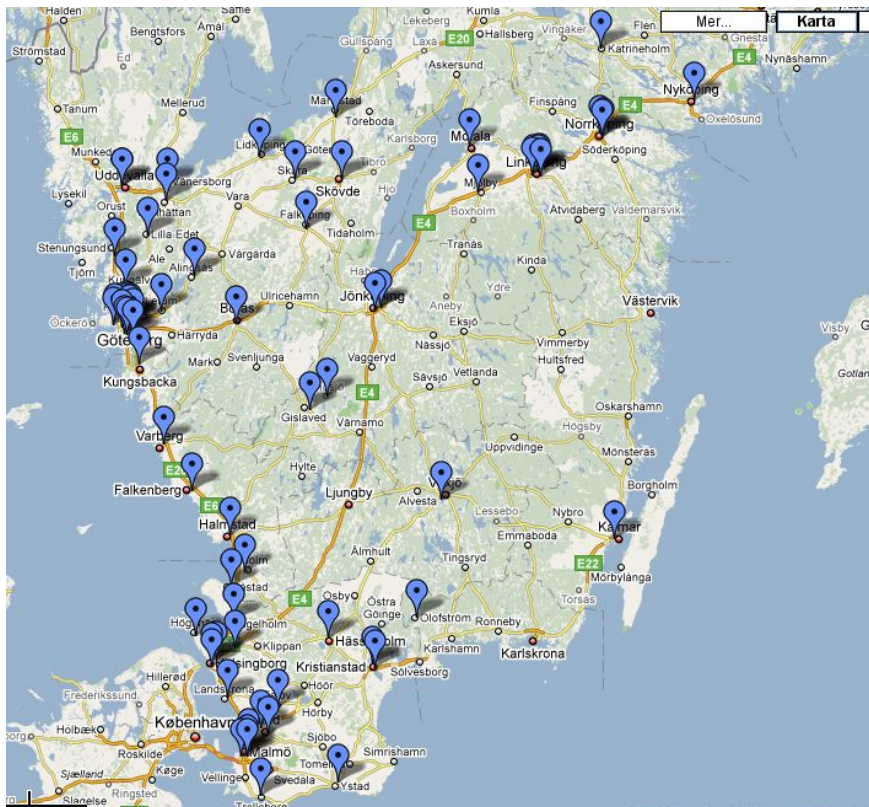 Halden
Säffle
Lekeberg
Kumla
Hallsberg
Vingåker
Flen
Mer...
Karta
Bengtsfors
Åmål
Gullspång
Laxå
E20
Katrineholm
Gnesta
Strömstad
Ed
Askersund
E4
Nynäshamn
Tanum
Mellerud
Töreboda
Finspång
Nyköping
Oxelösund
E6
Karlsborg
Norrköping
Munkedal
Lidköping
Motala
Söderköping
Uddevalla
Vänersborg
Skara
Tibro
Linköping
Lysekil
Orust
Vara
Skövde
Hjo
Mjölby
Boxholm
Åtvidaberg
Valdemarsvik
Stenungsund
Lilla Edet
Falköping
Tidaholm
E4
Tranås
Tjörn
Ale
Alingsås
Vårgårda
Habo
Kinda
Ydre
Öckerö
Borås
Ulricehamn
Jönköping
Aneby
Västervik
Göteborg
Härryda
Eksjö
Nässjö
Vimmerby
Visby
Mark
Svenljunga
Vaggeryd
Hultsfred
Kungsbacka
Sävsjö
Vetlanda
E4
Gislaved
Oskarshamn
Varberg
Värnamo
Uppvidinge
Högsby
Mönsterås
Hylte
Falkenberg
E6
Ljungby
Alvesta
Växjö
Lessebo
Nybro
Borgholm
Halmstad
Emmaboda
Kalmar
Älmhult
Tingsryd
E22
Mörbylånga
Torsås
E4
Osby
Östra
Göinge
Olofström
Ronneby
Klippan
Hässleholm
Karlshamn
Karlskrona
Helsingborg
Kristianstad
Sölvesborg
Hillerød
Frederikssund
Landskrona
Höör
Hörby
København
Holbæk
Roskilde
Malmö
Sjöbo
Simrishamn
Sjælland
Køge
Vellinge
Svedala
Ystad
Ringsted
Slagelse
Trelleborg